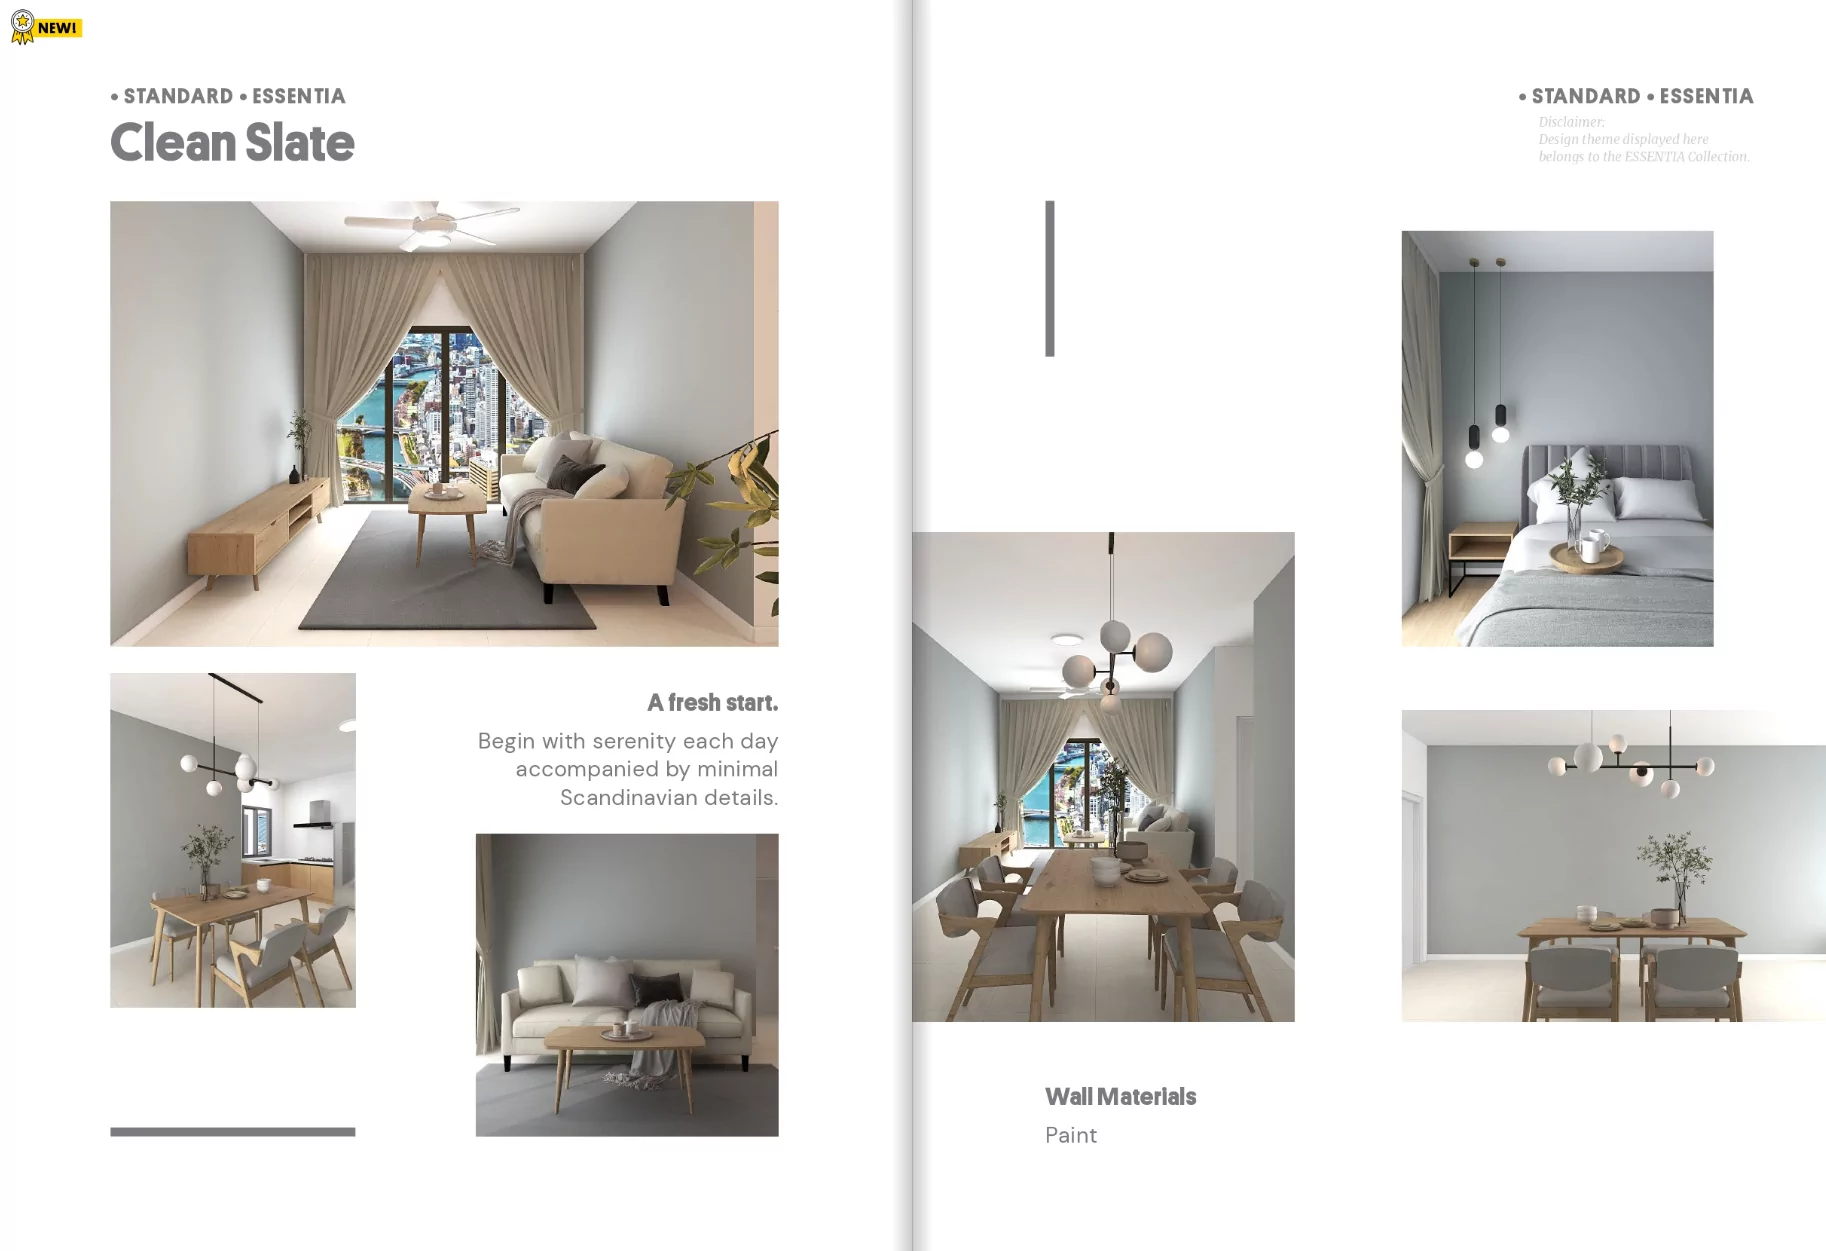 NEW!
• STANDARD • ESSENTIA
Clean Slate
A fresh start.
Begin with serenity each day
accompanied by minimal
Scandinavian details.
• STANDARD • ESSENTIA
Disclaimer:
Design theme displayed here
belongs to the ESSENTIA Collection.
Wall Materials
Paint